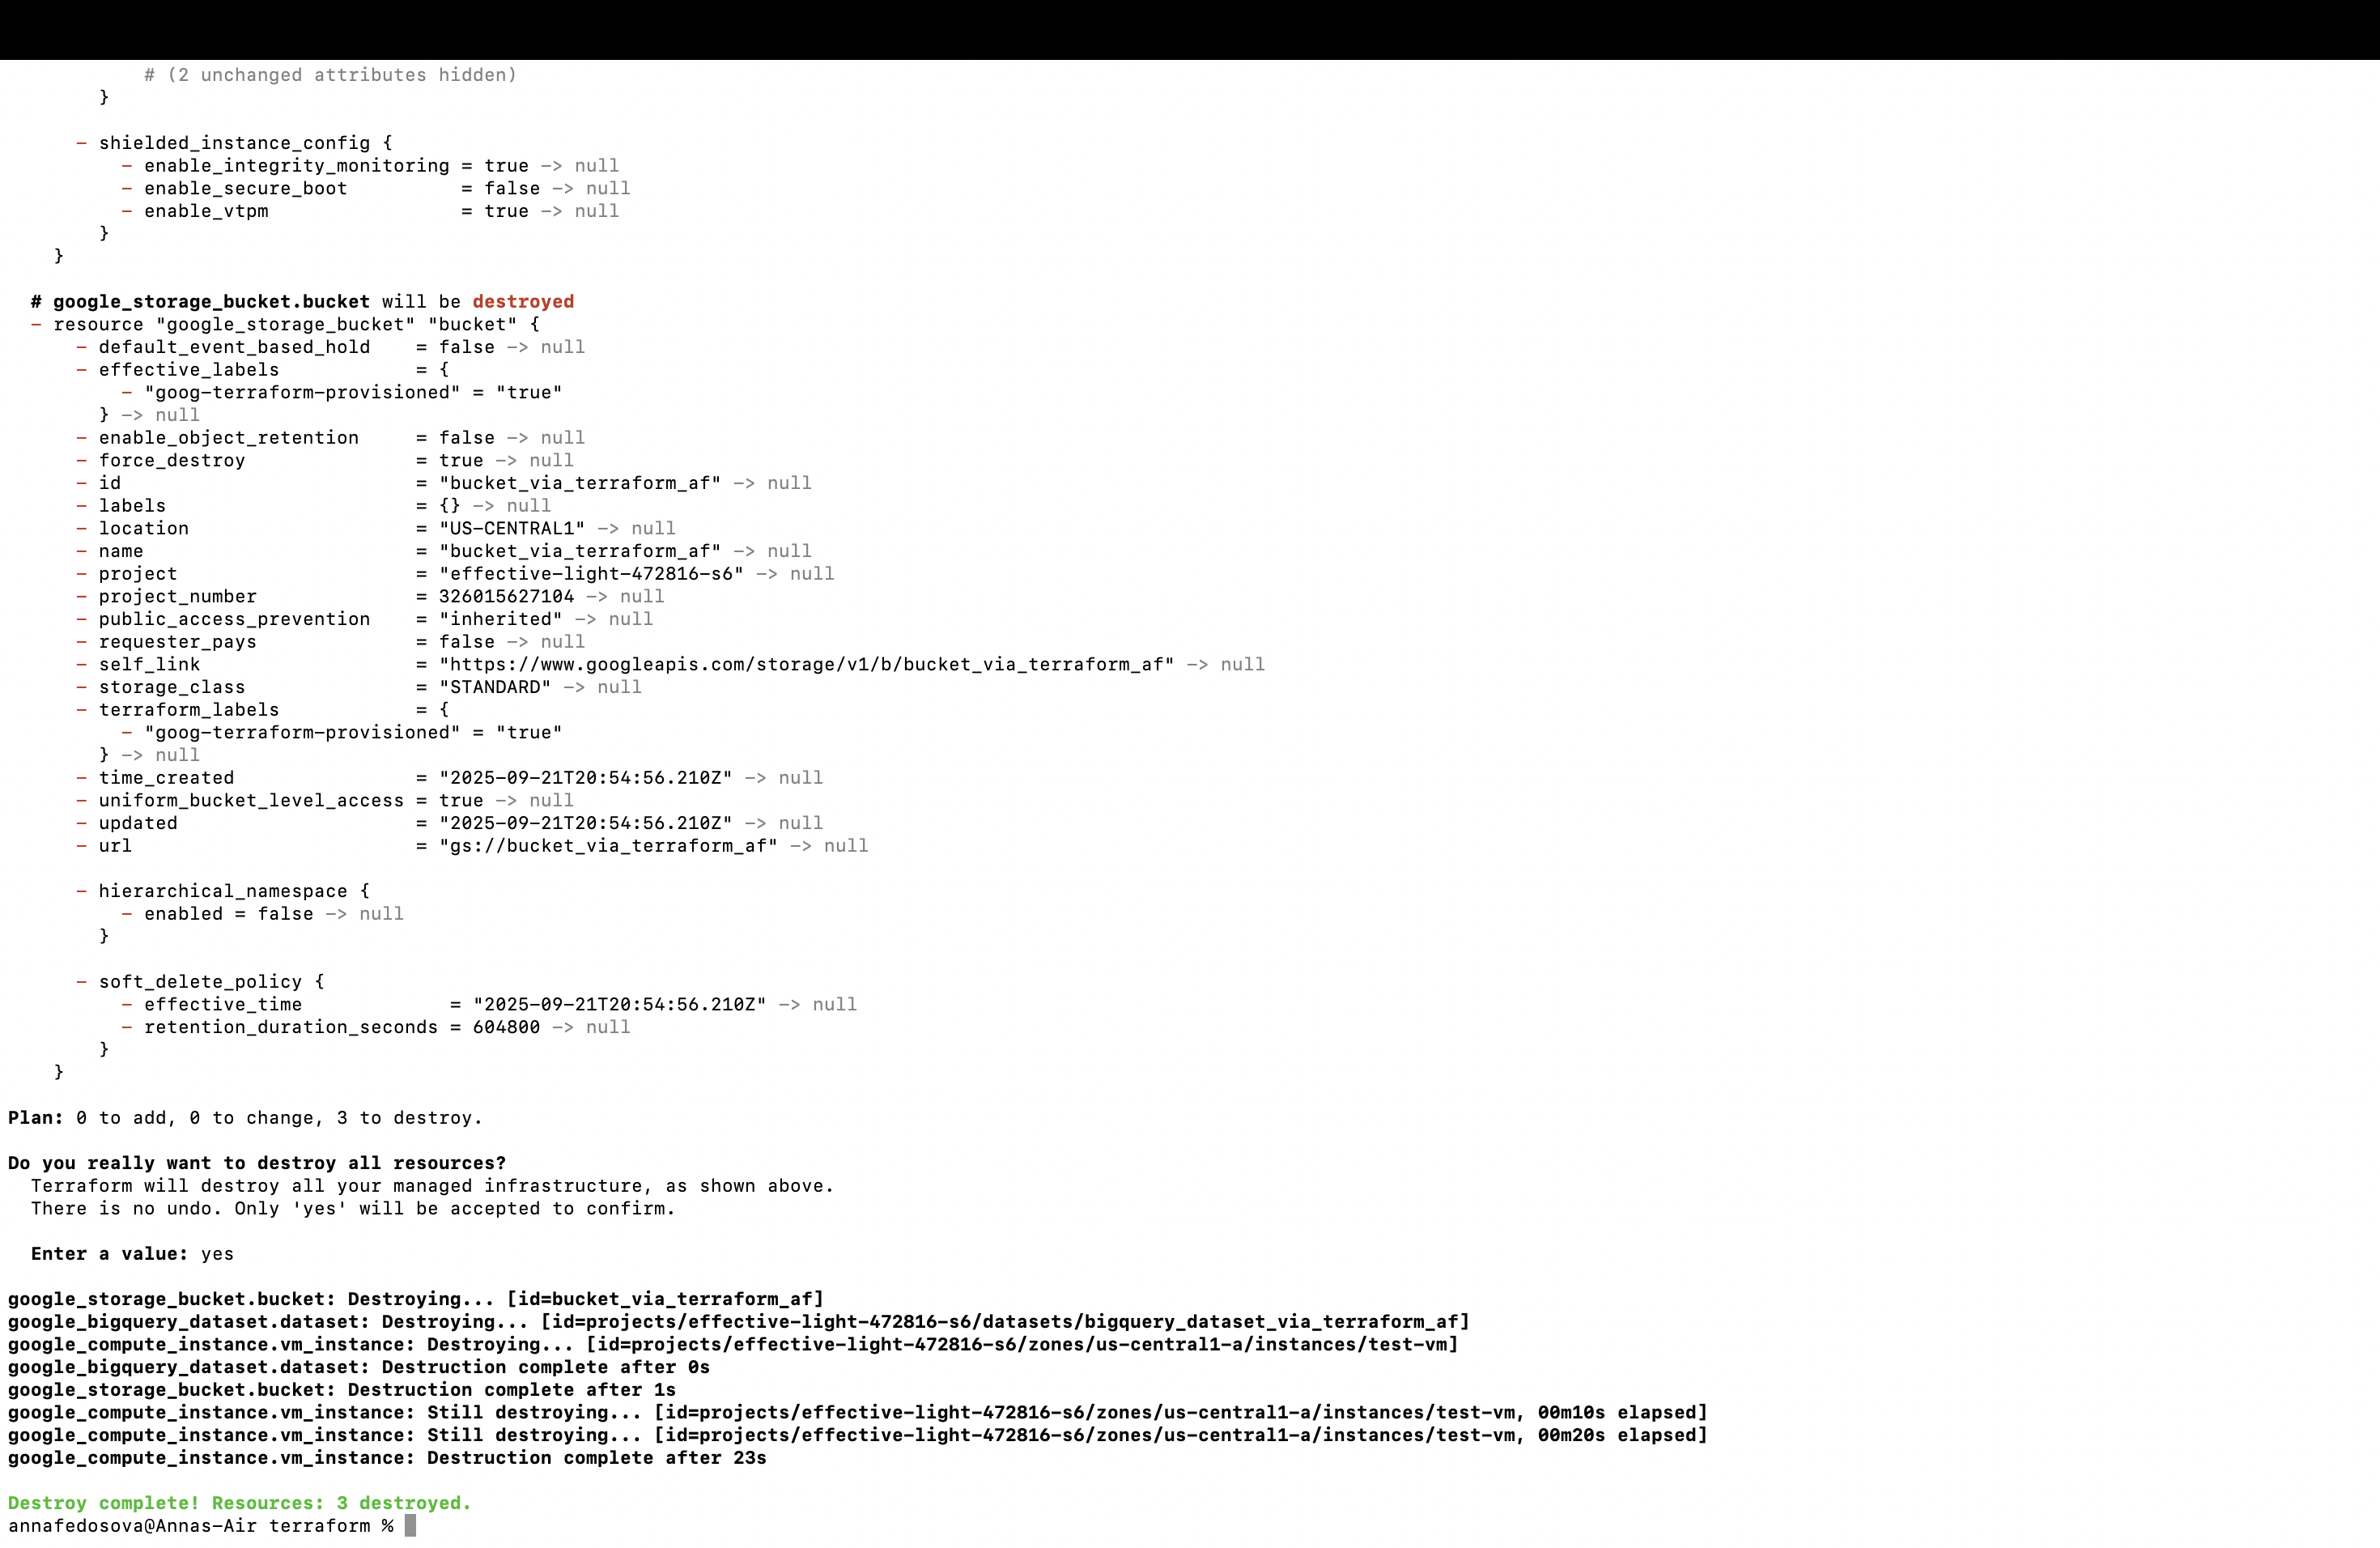 # (2 unchanged attributes hidden)
}
- shielded_instance_config {
- enable_integrity_monitoring = true -> null
- enable_secure_boot = false -> null
- enable_vtpm = true -> null
}
}
# google_storage_bucket.bucket will be destroyed
- resource "google_storage_bucket" "bucket" {
- default_event_based_hold = false -> null
- effective_labels = {
- "goog-terraform-provisioned" = "true"
} -> null
- enable_object_retention = false -> null
- force_destroy = true -> null
- id = "bucket_via_terraform_af" -> null
- labels = {} -> null
- location = "US-CENTRAL1" -> null
- name = "bucket_via_terraform_af" -> null
- project = "effective-light-472816-s6" -> null
- project_number = 326015627104 -> null
- public_access_prevention = "inherited" -> null
- requester_pays = false -> null
- self_link = "https://www.googleapis.com/storage/v1/b/bucket_via_terraform_af" -> null
- storage_class = "STANDARD" -> null
- terraform_labels = {
- "goog-terraform-provisioned" = "true"
} -> null
- time_created = "2025-09-21T20:54:56.210Z" -> null
- uniform_bucket_level_access = true -> null
- updated = "2025-09-21T20:54:56.210Z" -> null
- url = "gs://bucket_via_terraform_af" -> null
- hierarchical_namespace {
- enabled = false -> null
}
- soft_delete_policy {
- effective_time = "2025-09-21T20:54:56.210Z" -> null
- retention_duration_seconds = 604800 -> null
}
}
Plan: 0 to add, 0 to change, 3 to destroy.
Do you really want to destroy all resources?
Terraform will destroy all your managed infrastructure, as shown above.
There is no undo. Only 'yes' will be accepted to confirm.
Enter a value: yes
google_storage_bucket.bucket: Destroying... [id=bucket_via_terraform_af]
google_bigquery_dataset.dataset: Destroying... [id=projects/effective-light-472816-s6/datasets/bigquery_dataset_via_terraform_af]
google_compute_instance.vm_instance: Destroying... [id=projects/effective-light-472816-s6/zones/us-central1-a/instances/test-vm]
google_bigquery_dataset.dataset: Destruction complete after 0s
google_storage_bucket.bucket: Destruction complete after 1s
google_compute_instance.vm_instance: Still destroying... [id=projects/effective-light-472816-s6/zones/us-central1-a/instances/test-vm, 00m10s elapsed]
google_compute_instance.vm_instance: Still destroying... [id=projects/effective-light-472816-s6/zones/us-central1-a/instances/test-vm, 00m20s elapsed]
google_compute_instance.vm_instance: Destruction complete after 23s
Destroy complete! Resources: 3 destroyed.
annafedosova@Annas-Air terraform %